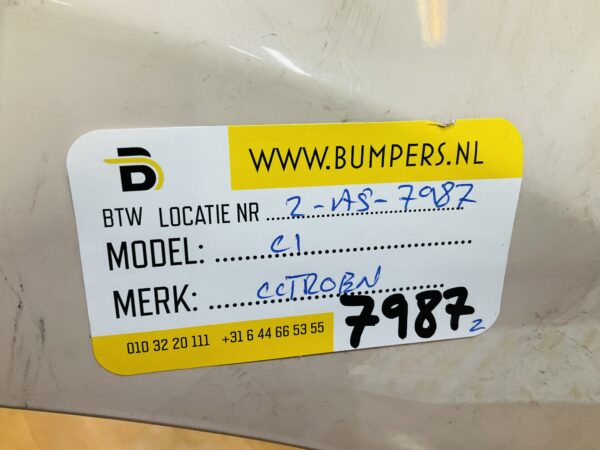 WWW.BUMPERS.NL
BTW LOCATIE NR 2-AS-7987
MODEL: C1
MERK: CITROEN
7987 2
010 32 20 111 +31 6 44 66 53 55